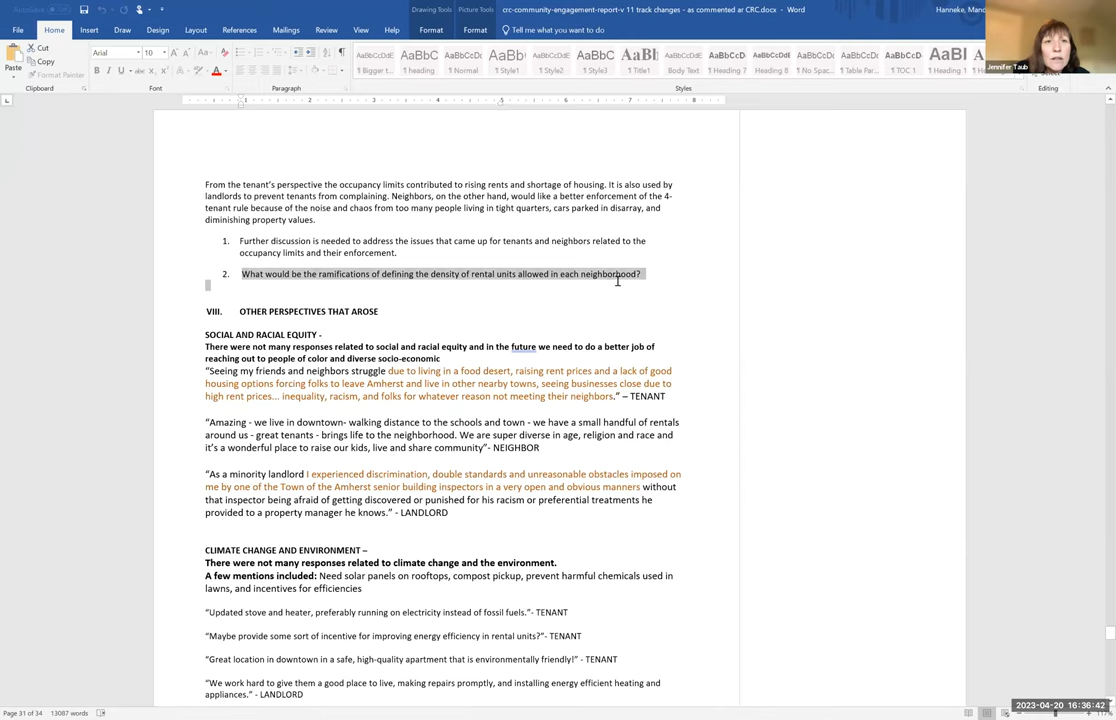 AutoSave Off
crc-community-engagement-report-v 11 track changes - as commented ar CRC.docx - Word
Drawing Tools
Picture Tools
Hanneke, Manc
File Home Insert Draw Design Layout References Mailings Review View Help Format Format Tell me what you want to do
Paste
Cut
Copy
Format Painter
Arial 10
Bigger t...
heading
Normal
Style1
Style2
Style3
Title1
Body Text
Heading 7
Heading 8
No Spac...
Table Par...
TOC 1
Heading 1
Jennifer Taub
Clipboard Font Paragraph Styles Editing
From the tenant's perspective the occupancy limits contributed to rising rents and shortage of housing. It is also used by
landlords to prevent tenants from complaining. Neighbors, on the other hand, would like a better enforcement of the 4-
tenant rule because of the noise and chaos from too many people living in tight quarters, cars parked in disarray, and
diminishing property values.
1. Further discussion is needed to address the issues that came up for tenants and neighbors related to the
occupancy limits and their enforcement.
2. What would be the ramifications of defining the density of rental units allowed in each neighborhood?
VIII. OTHER PERSPECTIVES THAT AROSE
SOCIAL AND RACIAL EQUITY -
There were not many responses related to social and racial equity and in the future we need to do a better job of
reaching out to people of color and diverse socio-economic
"Seeing my friends and neighbors struggle due to living in a food desert, raising rent prices and a lack of good
housing options forcing folks to leave Amherst and live in other nearby towns, seeing businesses close due to
high rent prices... inequality, racism, and folks for whatever reason not meeting their neighbors." – TENANT
"Amazing - we live in downtown- walking distance to the schools and town - we have a small handful of rentals
around us - great tenants - brings life to the neighborhood. We are super diverse in age, religion and race and
it's a wonderful place to raise our kids, live and share community"- NEIGHBOR
"As a minority landlord I experienced discrimination, double standards and unreasonable obstacles imposed on
me by one of the Town of the Amherst senior building inspectors in a very open and obvious manners without
that inspector being afraid of getting discovered or punished for his racism or preferential treatments he
provided to a property manager he knows." - LANDLORD
CLIMATE CHANGE AND ENVIRONMENT –
There were not many responses related to climate change and the environment.
A few mentions included: Need solar panels on rooftops, compost pickup, prevent harmful chemicals used in
lawns, and incentives for efficiencies
"Updated stove and heater, preferably running on electricity instead of fossil fuels."- TENANT
"Maybe provide some sort of incentive for improving energy efficiency in rental units?"- TENANT
"Great location in downtown in a safe, high-quality apartment that is environmentally friendly!" - TENANT
"We work hard to give them a good place to live, making repairs promptly, and installing energy efficient heating and
appliances." - LANDLORD
Page 31 of 34 13087 words
2023-04-20 16:36:42